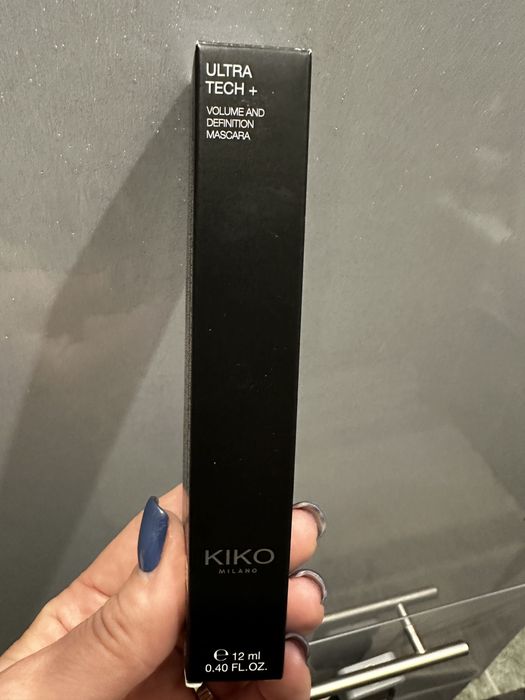 ULTRA
TECH +
VOLUME AND
DEFINITION
MASCARA
KIKO
MILANO
℮ 12 ml
0.40 FL.OZ.